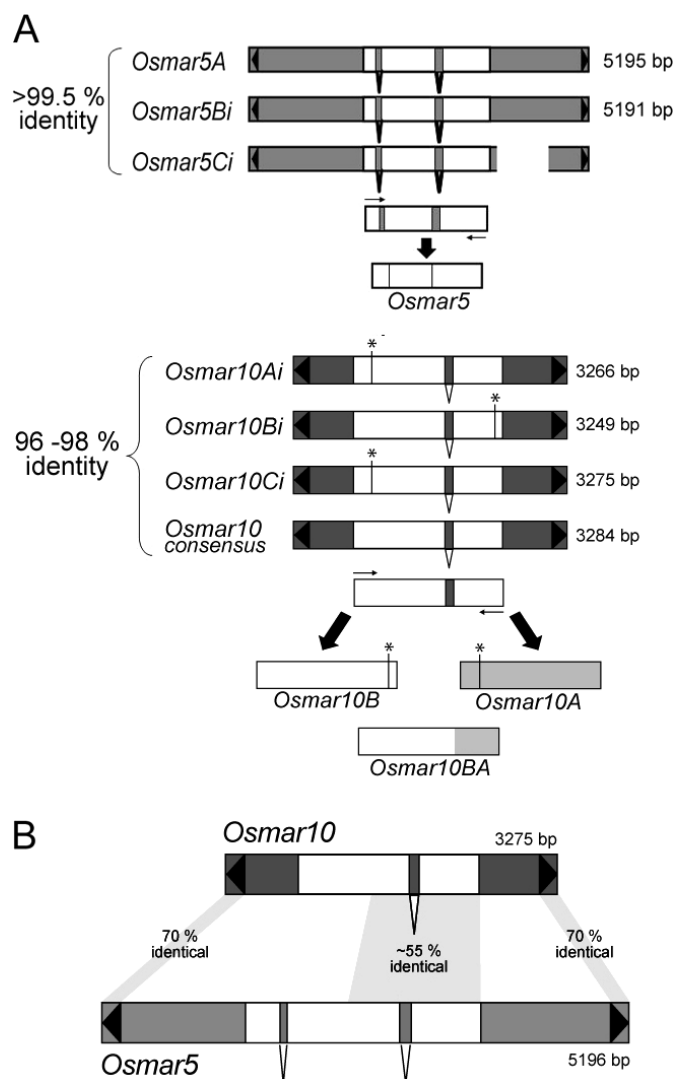 A
>99.5 %
identity
Osmar5A
5195 bp
Osmar5Bi
5191 bp
Osmar5Ci
Osmar5
96 -98 %
identity
*
Osmar10Ai
3266 bp
*
Osmar10Bi
3249 bp
*
Osmar10Ci
3275 bp
Osmar10
consensus
3284 bp
*
Osmar10B
*
Osmar10A
Osmar10BA
B
Osmar10
3275 bp
70 %
identical
~55 %
identical
70 %
identical
Osmar5
5196 bp